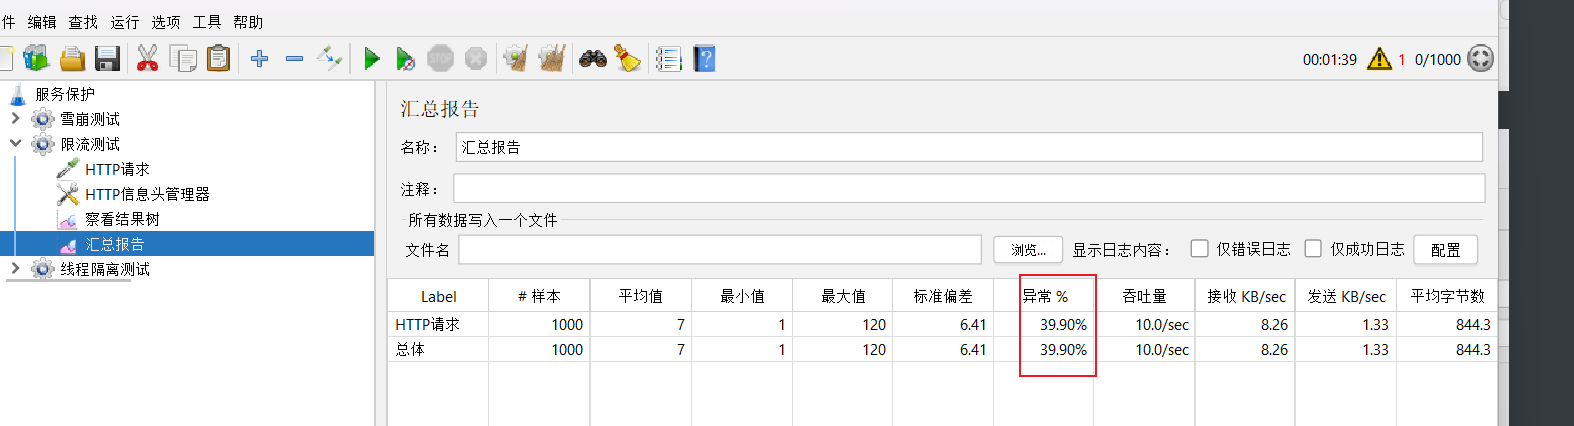 件 编辑 查找 运行 选项 工具 帮助
STOP 00:01:39 1 0/1000
服务保护
雪崩测试
限流测试
HTTP请求
HTTP信息头管理器
察看结果树
汇总报告
线程隔离测试
汇总报告
名称： 汇总报告
注释：
所有数据写入一个文件
文件名 浏览... 显示日志内容： 仅错误日志 仅成功日志 配置
Label # 样本 平均值 最小值 最大值 标准偏差 异常 % 吞吐量 接收 KB/sec 发送 KB/sec 平均字节数
HTTP请求 1000 7 1 120 6.41 39.90% 10.0/sec 8.26 1.33 844.3
总体 1000 7 1 120 6.41 39.90% 10.0/sec 8.26 1.33 844.3